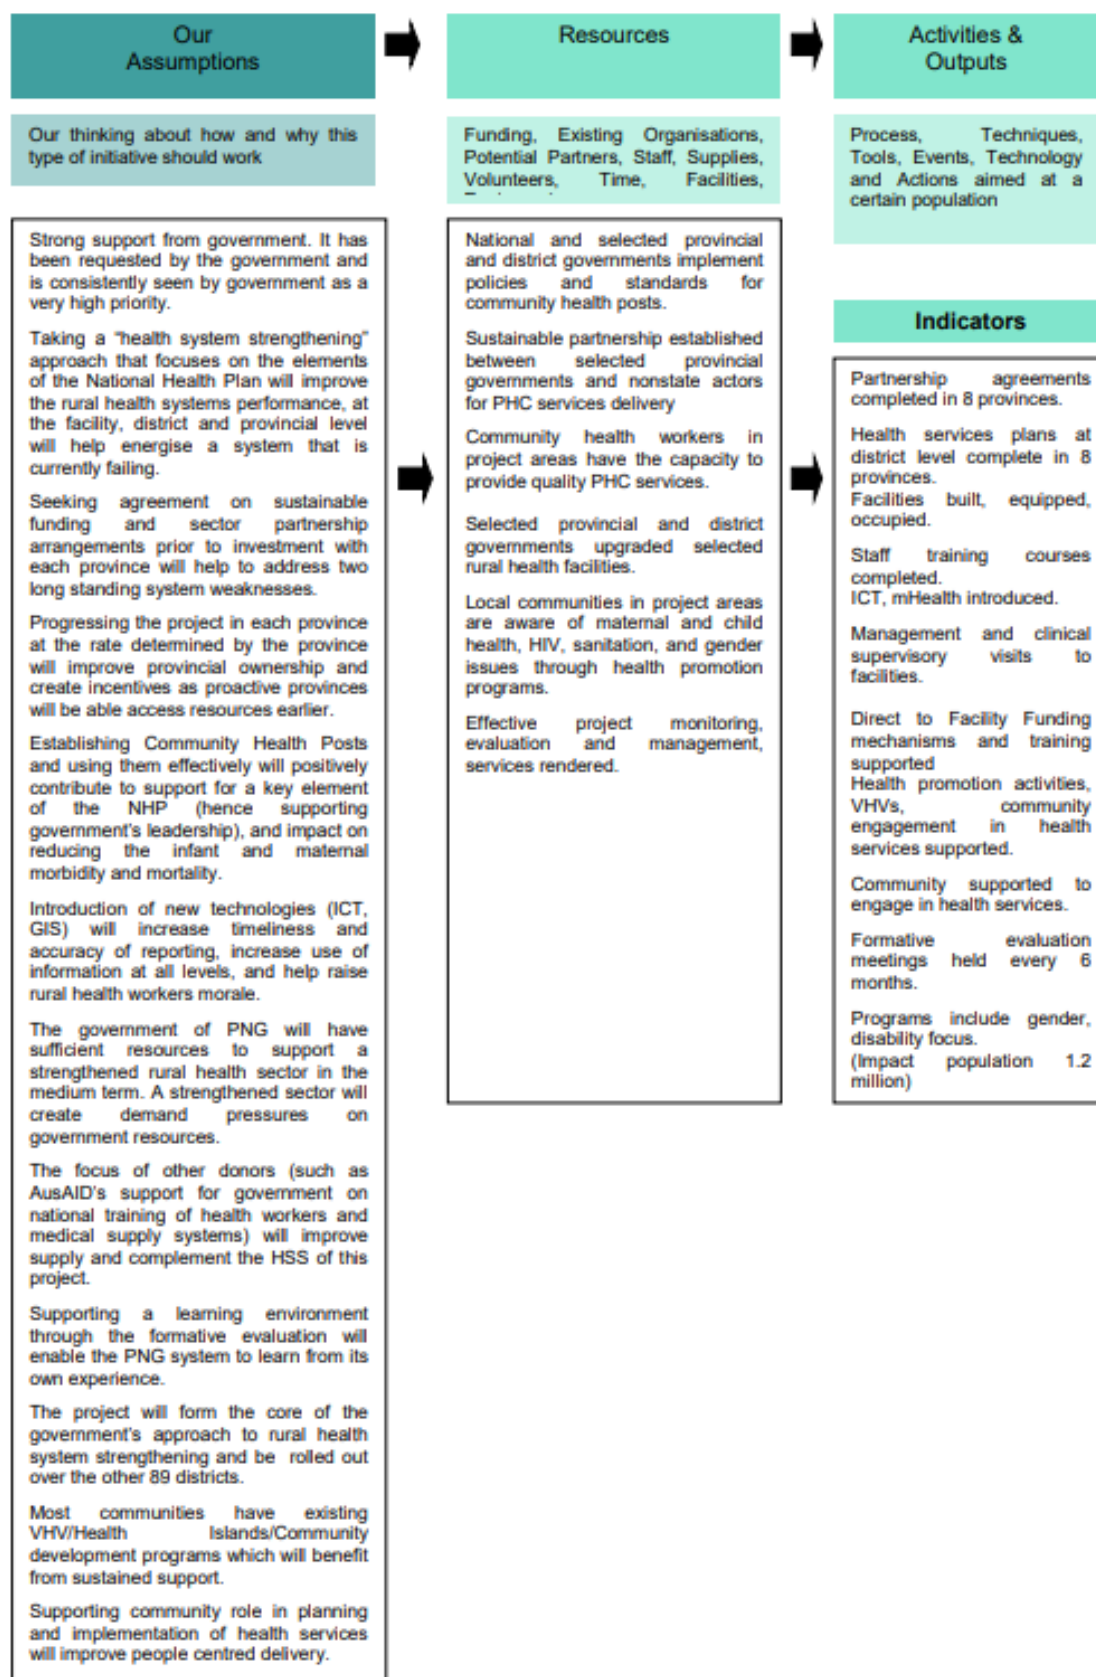 Our
Assumptions
Resources
Activities &
Outputs
Our thinking about how and why this
type of initiative should work
Funding, Existing Organisations,
Potential Partners, Staff, Supplies,
Volunteers, Time, Facilities,
Process, Techniques,
Tools, Events, Technology
and Actions aimed at a
certain population
Strong support from government. It has
been requested by the government and
is consistently seen by government as a
very high priority.
Taking a "health system strengthening"
approach that focuses on the elements
of the National Health Plan will improve
the rural health systems performance, at
the facility, district and provincial level
will help energise a system that is
currently failing.
Seeking agreement on sustainable
funding and sector partnership
arrangements prior to investment with
each province will help to address two
long standing system weaknesses.
Progressing the project in each province
at the rate determined by the province
will improve provincial ownership and
create incentives as proactive provinces
will be able access resources earlier.
Establishing Community Health Posts
and using them effectively will positively
contribute to support for a key element
of the NHP (hence supporting
government's leadership), and impact on
reducing the infant and maternal
morbidity and mortality.
Introduction of new technologies (ICT,
GIS) will increase timeliness and
accuracy of reporting, increase use of
information at all levels, and help raise
rural health workers morale.
The government of PNG will have
sufficient resources to support a
strengthened rural health sector in the
medium term. A strengthened sector will
create demand pressures on
government resources.
The focus of other donors (such as
AusAID's support for government on
national training of health workers and
medical supply systems) will improve
supply and complement the HSS of this
project.
Supporting a learning environment
through the formative evaluation will
enable the PNG system to learn from its
own experience.
The project will form the core of the
government's approach to rural health
system strengthening and be rolled out
over the other 89 districts.
Most communities have existing
VHV/Health Islands/Community
development programs which will benefit
from sustained support.
Supporting community role in planning
and implementation of health services
will improve people centred delivery.
National and selected provincial
and district governments implement
policies and standards for
community health posts.
Sustainable partnership established
between selected provincial
governments and nonstate actors
for PHC services delivery
Community health workers in
project areas have the capacity to
provide quality PHC services.
Selected provincial and district
governments upgraded selected
rural health facilities.
Local communities in project areas
are aware of maternal and child
health, HIV, sanitation, and gender
issues through health promotion
programs.
Effective project monitoring,
evaluation and management,
services rendered.
Indicators
Partnership agreements
completed in 8 provinces.
Health services plans at
district level complete in 8
provinces.
Facilities built, equipped,
occupied.
Staff training courses
completed.
ICT, mHealth introduced.
Management and clinical
supervisory visits to
facilities.
Direct to Facility Funding
mechanisms and training
supported
Health promotion activities,
VHVs, community
engagement in health
services supported.
Community supported to
engage in health services.
Formative evaluation
meetings held every 6
months.
Programs include gender,
disability focus.
(Impact population 1.2
million)